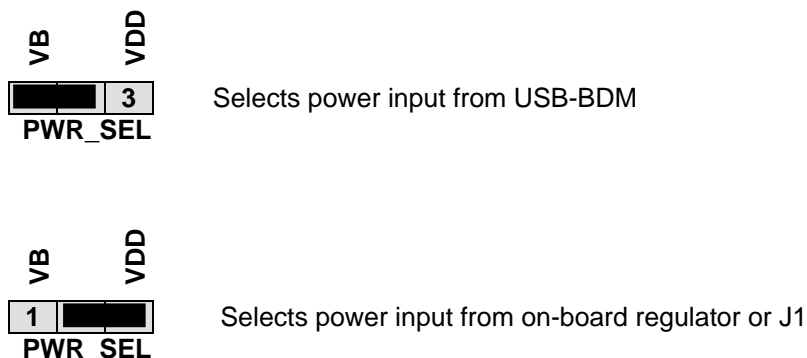 VB VDD
3 Selects power input from USB-BDM
PWR_SEL
VB VDD
1 Selects power input from on-board regulator or J1
PWR_SEL